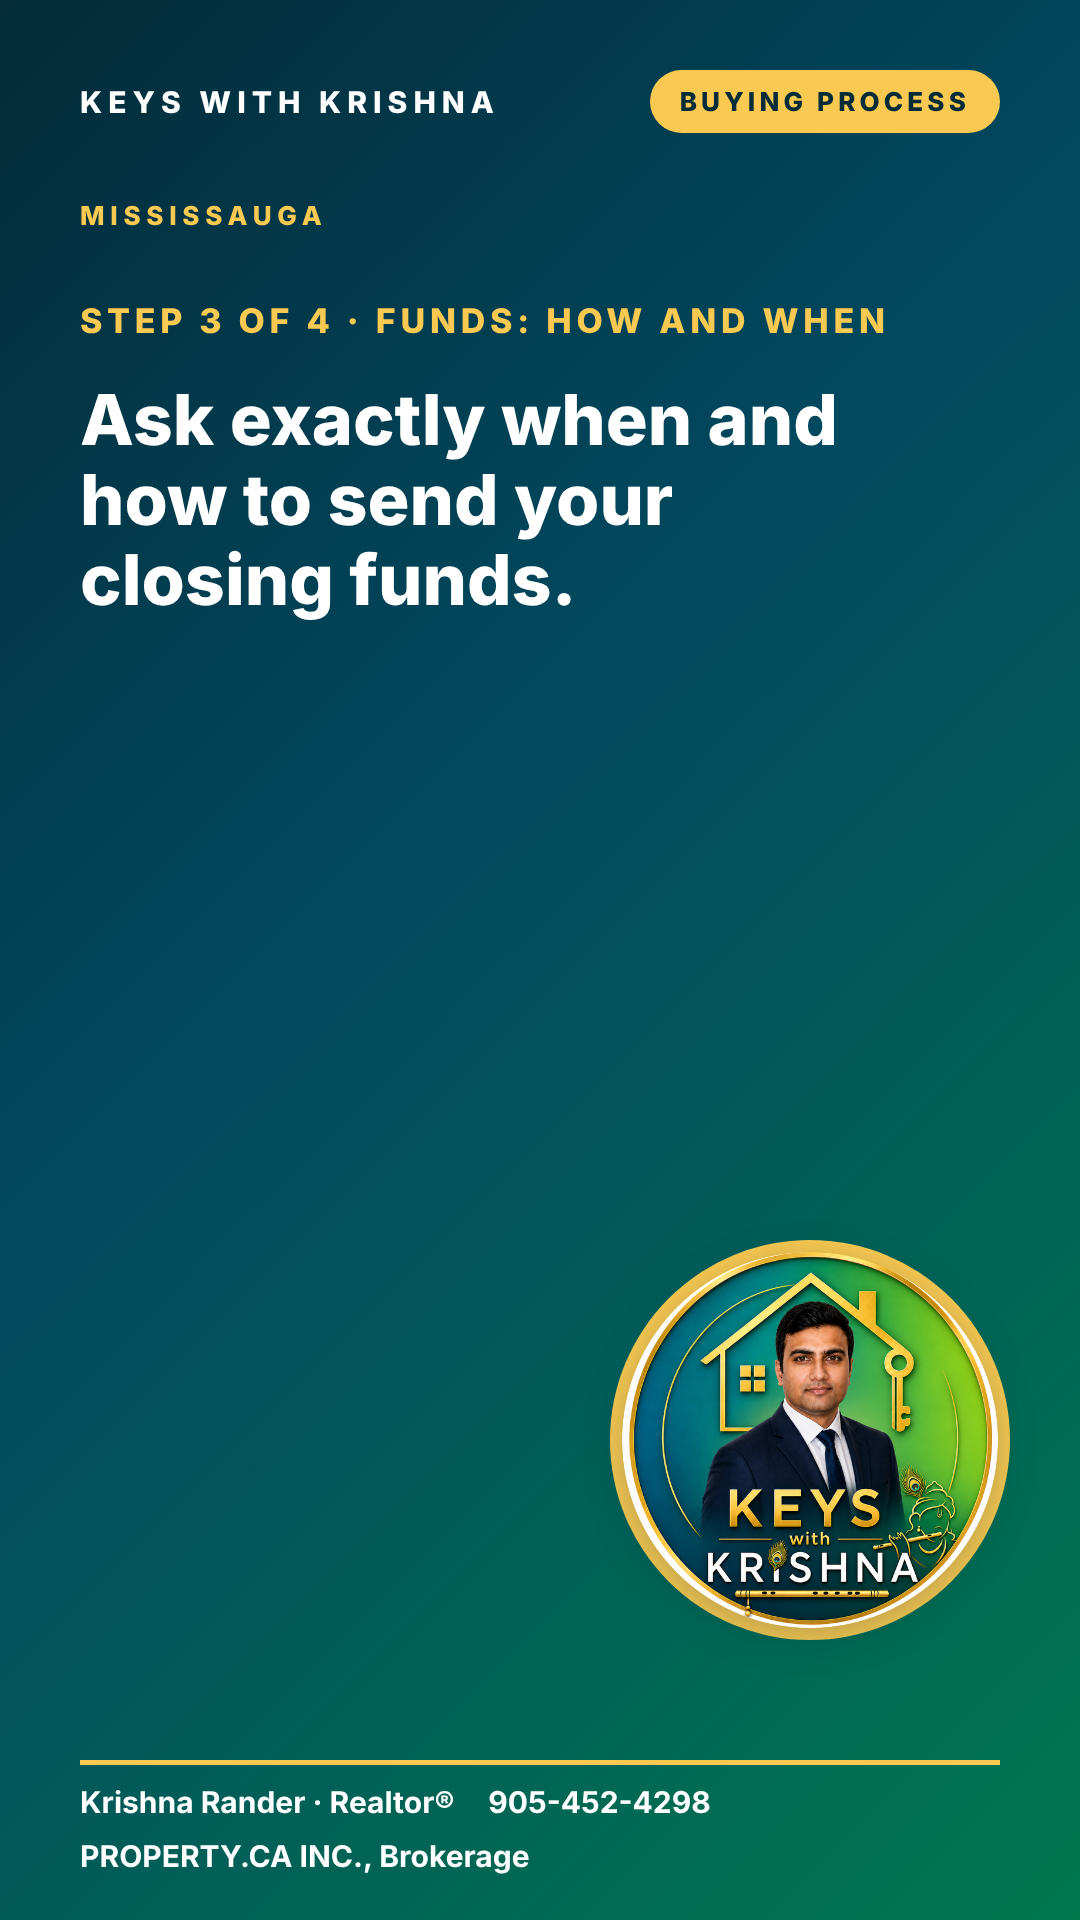 KEYS WITH KRISHNA
BUYING PROCESS
MISSISSAUGA
STEP 3 OF 4 · FUNDS: HOW AND WHEN
Ask exactly when and
how to send your
closing funds.
KEYS
with
KRISHNA
Krishna Rander · Realtor® 905-452-4298
PROPERTY.CA INC., Brokerage